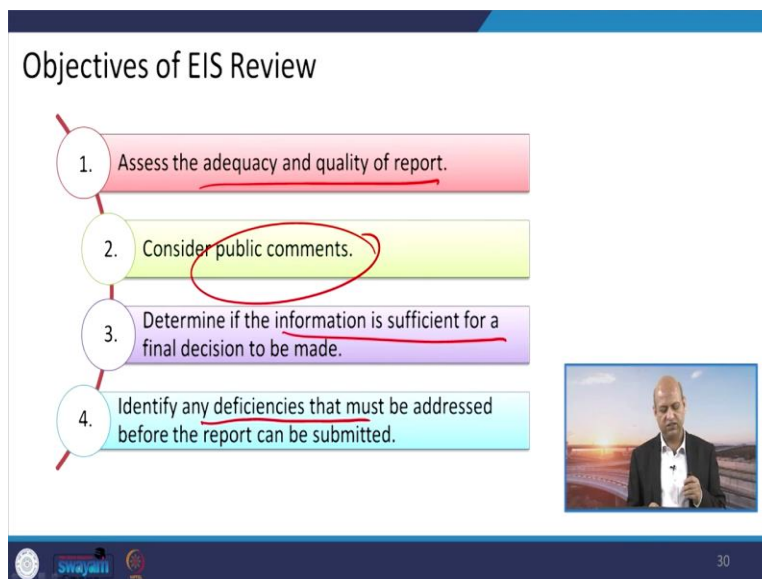 Objectives of EIS Review
1. Assess the adequacy and quality of report.
2. Consider public comments.
3. Determine if the information is sufficient for a
final decision to be made.
4. Identify any deficiencies that must be addressed
before the report can be submitted.
swayam
30